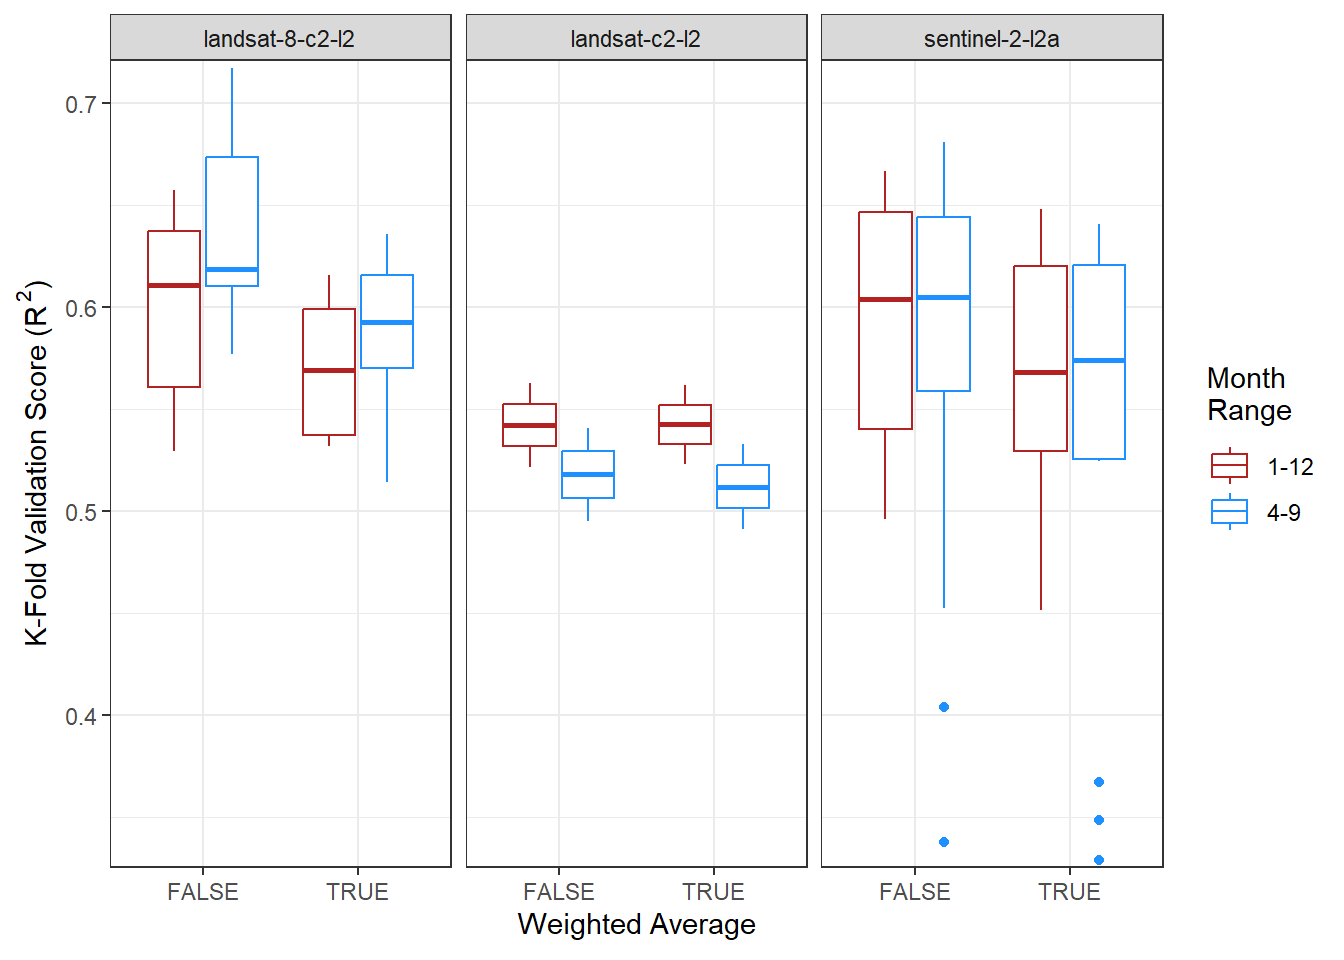 landsat-8-c2-l2
landsat-c2-l2
sentinel-2-l2a
K-Fold Validation Score (R²)
0.7
0.6
0.5
0.4
FALSE
TRUE
FALSE
TRUE
FALSE
TRUE
Weighted Average
Month
Range
1-12
4-9